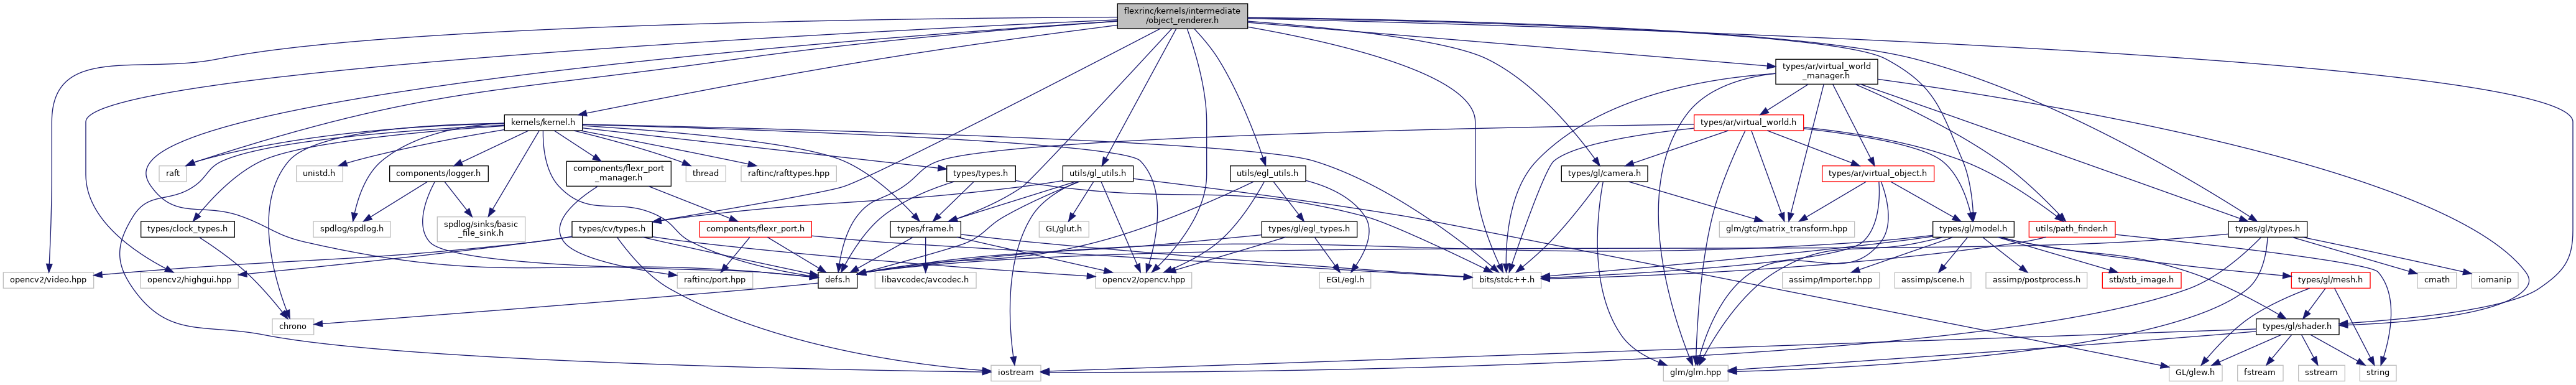 flexrinc/kernels/intermediate
/object_renderer.h
types/ar/virtual_world
_manager.h
kernels/kernel.h
types/ar/virtual_world.h
raft
unistd.h
components/logger.h
components/flexr_port
_manager.h
thread
raftinc/rafttypes.hpp
types/types.h
utils/gl_utils.h
utils/egl_utils.h
types/gl/camera.h
types/ar/virtual_object.h
types/clock_types.h
spdlog/spdlog.h
spdlog/sinks/basic
_file_sink.h
types/cv/types.h
components/flexr_port.h
types/frame.h
GL/glut.h
types/gl/egl_types.h
glm/gtc/matrix_transform.hpp
types/gl/model.h
utils/path_finder.h
types/gl/types.h
opencv2/video.hpp
opencv2/highgui.hpp
raftinc/port.hpp
defs.h
libavcodec/avcodec.h
opencv2/opencv.hpp
EGL/egl.h
bits/stdc++.h
assimp/Importer.hpp
assimp/scene.h
assimp/postprocess.h
stb/stb_image.h
types/gl/mesh.h
cmath
iomanip
chrono
types/gl/shader.h
iostream
glm/glm.hpp
GL/glew.h
fstream
sstream
string